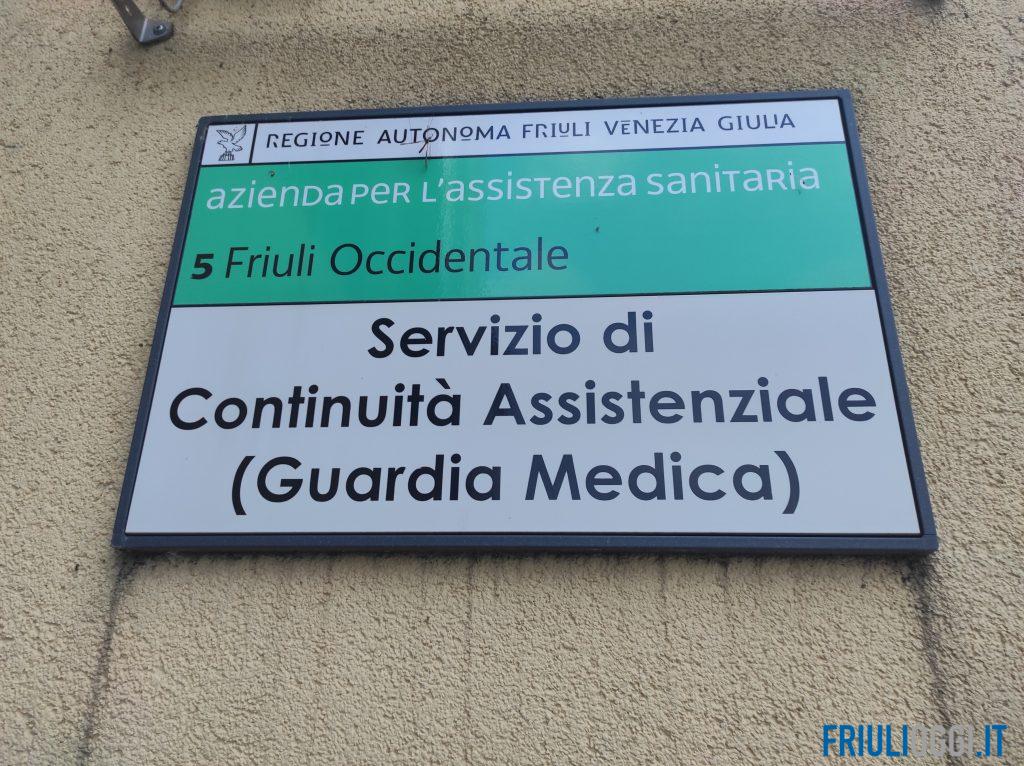 REGIONE AUTONOMA FRIULI VENEZIA GIULIA
azienda per l'assistenza sanitaria
5 Friuli Occidentale
Servizio di
Continuità Assistenziale
(Guardia Medica)
FRIULIOGGI.IT